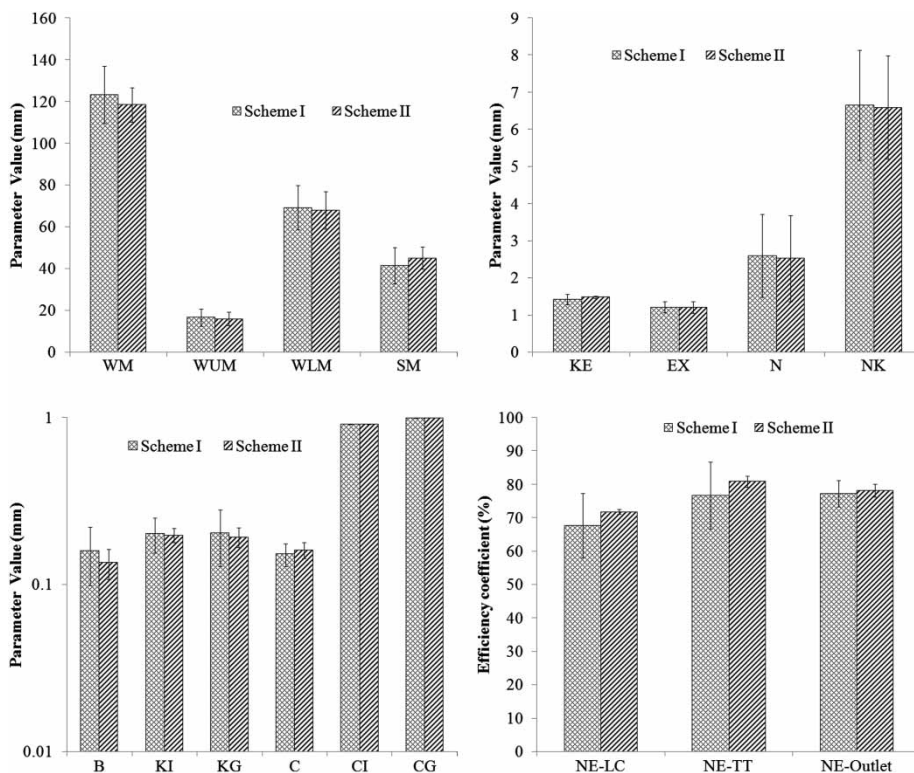 160
140
120
100
80
60
40
20
0
Parameter Value (mm)
Scheme I
Scheme II
WM WUM WLM SM
9
8
7
6
5
4
3
2
1
0
Parameter Value (mm)
Scheme I
Scheme II
KE EX N NK
1
0.1
0.01
Parameter Value (mm)
Scheme I
Scheme II
B KI KG C CI CG
100
90
80
70
60
50
40
30
20
10
0
Efficiency coefficient (%)
Scheme I
Scheme II
NE-LC NE-TT NE-Outlet